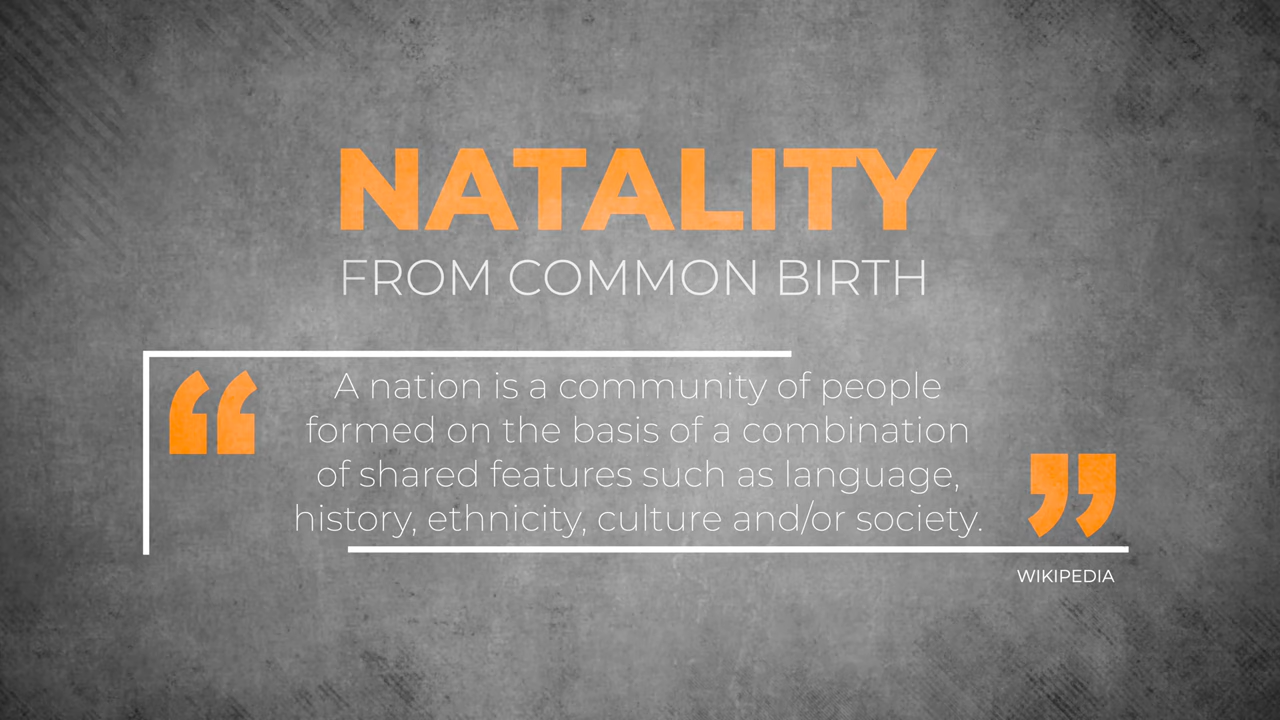 NATALITY
FROM COMMON BIRTH
“ A nation is a community of people
formed on the basis of a combination
of shared features such as language,
history, ethnicity, culture and/or society. ”
WIKIPEDIA